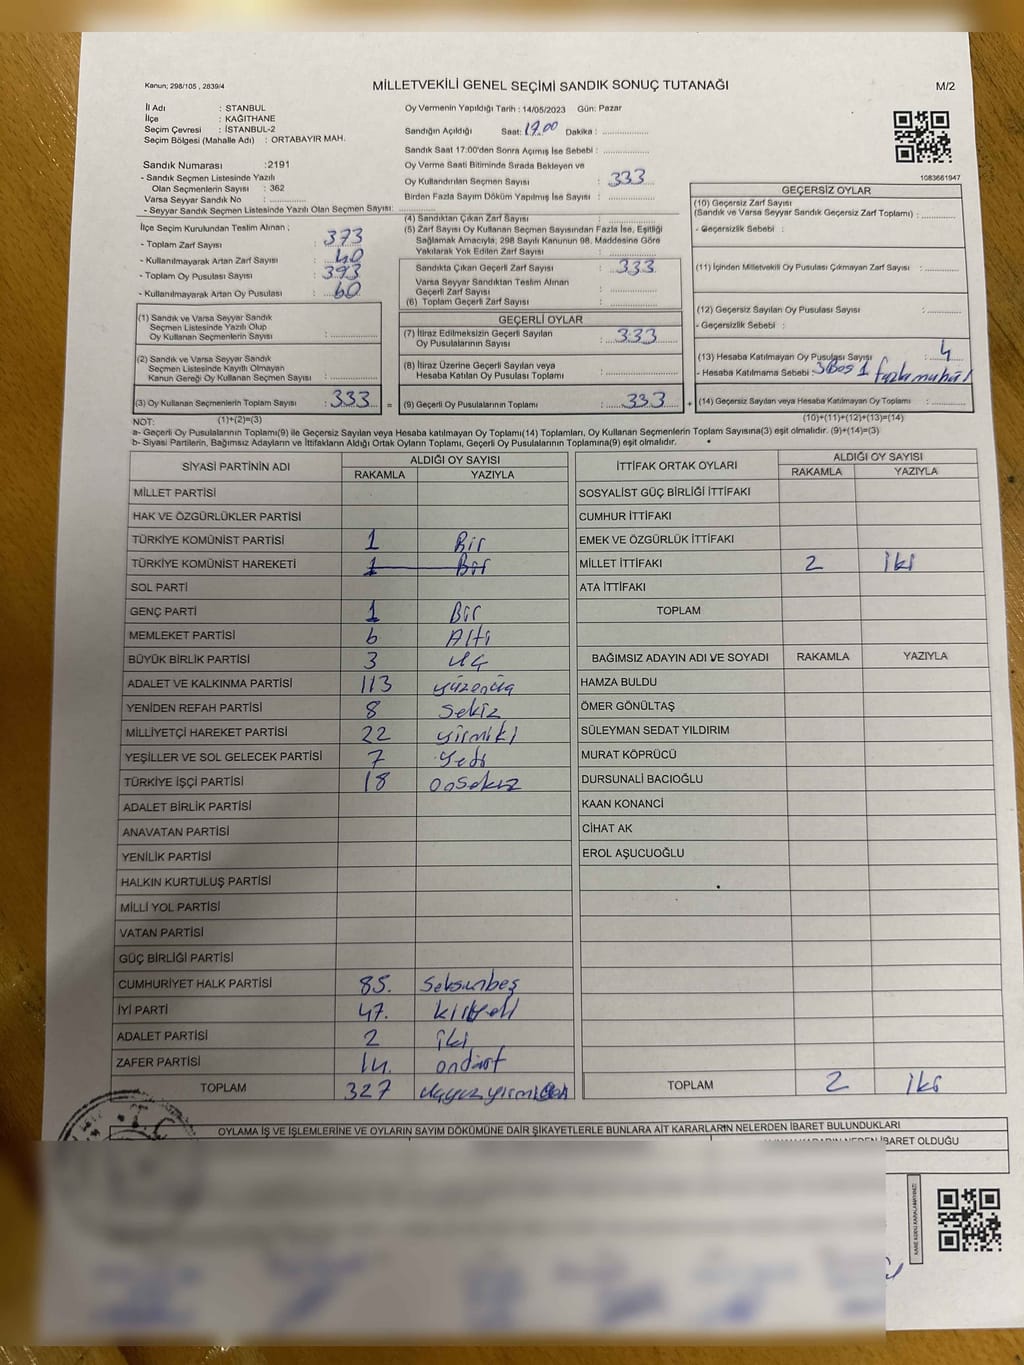 Kanun; 298/105 , 2839/4
MİLLETVEKİLİ GENEL SEÇİMİ SANDIK SONUÇ TUTANAĞI
M/2
İl Adı : STANBUL
İlçe : KAĞITHANE
Seçim Çevresi : İSTANBUL-2
Seçim Bölgesi (Mahalle Adı) : ORTABAYIR MAH.
Sandık Numarası :2191
- Sandık Seçmen Listesinde Yazılı
Olan Seçmenlerin Sayısı : 362
Varsa Seyyar Sandık No :
- Seyyar Sandık Seçmen Listesinde Yazılı Olan Seçmen Sayısı:
İlçe Seçim Kurulundan Teslim Alınan ;
- Toplam Zarf Sayısı : 373
- Kullanılmayarak Artan Zarf Sayısı : 40
- Toplam Oy Pusulası Sayısı : 393
- Kullanılmayarak Artan Oy Pusulası : 60
(1) Sandık ve Varsa Seyyar Sandık
Seçmen Listesinde Yazılı Olup
Oy Kullanan Seçmenlerin Sayısı :
(2) Sandık ve Varsa Seyyar Sandık
Seçmen Listesinde Kayıtlı Olmayan
Kanun Gereği Oy Kullanan Seçmen Sayısı :
(3) Oy Kullanan Seçmenlerin Toplam Sayısı : 333 =
Oy Vermenin Yapıldığı Tarih : 14/05/2023 Gün: Pazar
Sandığın Açıldığı Saat: 19.00 Dakika :
Sandık Saat 17:00'den Sonra Açımış İse Sebebi :
Oy Verme Saati Bitiminde Sırada Bekleyen ve
Oy Kullandırılan Seçmen Sayısı : 333
Birden Fazla Sayım Döküm Yapılmış İse Sayısı :
(4) Sandıktan Çıkan Zarf Sayısı :
(5) Zarf Sayısı Oy Kullanan Seçmen Sayısından Fazla İse, Eşitliği
Sağlamak Amacıyla; 298 Sayılı Kanunun 98. Maddesine Göre
Yakılarak Yok Edilen Zarf Sayısı :
Sandıkta Çıkan Geçerli Zarf Sayısı : 333
Varsa Seyyar Sandıktan Teslim Alınan
Geçerli Zarf Sayısı :
(6) Toplam Geçerli Zarf Sayısı :
GEÇERLİ OYLAR
(7) İtiraz Edilmeksizin Geçerli Sayılan
Oy Pusulalarının Sayısı : 333
(8) İtiraz Üzerine Geçerli Sayılan veya
Hesaba Katılan Oy Pusulası Toplamı :
(9) Geçerli Oy Pusulalarının Toplamı : 333 +
1083661947
GEÇERSİZ OYLAR
(10) Geçersiz Zarf Sayısı
(Sandık ve Varsa Seyyar Sandık Geçersiz Zarf Toplamı) :
- Geçersizlik Sebebi :
(11) İçinden Milletvekili Oy Pusulası Çıkmayan Zarf Sayısı :
(12) Geçersiz Sayılan Oy Pusulası Sayısı :
- Geçersizlik Sebebi :
(13) Hesaba Katılmayan Oy Pusulası Sayısı : 4
- Hesaba Katılmama Sebebi : 3 Boş 1 fazla mühür
(14) Geçersiz Sayılan veya Hesaba Katılmayan Oy Toplamı :
NOT: (1)+(2)=(3) (10)+(11)+(12)+(13)=(14)
a- Geçerli Oy Pusulalarının Toplamı(9) ile Geçersiz Sayılan veya Hesaba katılmayan Oy Toplamı(14) Toplamları, Oy Kullanan Seçmenlerin Toplam Sayısına(3) eşit olmalıdır. (9)+(14)=(3)
b- Siyasi Partilerin, Bağımsız Adayların ve İttifakların Aldığı Ortak Oyların Toplamı, Geçerli Oy Pusulalarının Toplamına(9) eşit olmalıdır.
SİYASİ PARTİNİN ADI ALDIĞI OY SAYISI
RAKAMLA YAZIYLA
MİLLET PARTİSİ
HAK VE ÖZGÜRLÜKLER PARTİSİ
TÜRKİYE KOMÜNİST PARTİSİ 1 Bir
TÜRKİYE KOMÜNİST HAREKETİ 1 Bir
SOL PARTİ
GENÇ PARTİ 1 Bir
MEMLEKET PARTİSİ 6 Altı
BÜYÜK BİRLİK PARTİSİ 3 üç
ADALET VE KALKINMA PARTİSİ 113 yüzonüç
YENİDEN REFAH PARTİSİ 8 Sekiz
MİLLİYETÇİ HAREKET PARTİSİ 22 yirmiki
YEŞİLLER VE SOL GELECEK PARTİSİ 7 Yedi
TÜRKİYE İŞÇİ PARTİSİ 18 onsekiz
ADALET BİRLİK PARTİSİ
ANAVATAN PARTİSİ
YENİLİK PARTİSİ
HALKIN KURTULUŞ PARTİSİ
MİLLİ YOL PARTİSİ
VATAN PARTİSİ
GÜÇ BİRLİĞİ PARTİSİ
CUMHURİYET HALK PARTİSİ 85. Seksenbeş
İYİ PARTİ 47. kırkyedi
ADALET PARTİSİ 2 iki
ZAFER PARTİSİ 14. ondört
TOPLAM 327
İTTİFAK ORTAK OYLARI ALDIĞI OY SAYISI
RAKAMLA YAZIYLA
SOSYALİST GÜÇ BİRLİĞİ İTTİFAKI
CUMHUR İTTİFAKI
EMEK VE ÖZGÜRLÜK İTTİFAKI
MİLLET İTTİFAKI 2 iki
ATA İTTİFAKI
TOPLAM
BAĞIMSIZ ADAYIN ADI VE SOYADI RAKAMLA YAZIYLA
HAMZA BULDU
ÖMER GÖNÜLTAŞ
SÜLEYMAN SEDAT YILDIRIM
MURAT KÖPRÜCÜ
DURSUNALİ BACIOĞLU
KAAN KONANCİ
CİHAT AK
EROL AŞUCUOĞLU
TOPLAM 2 iki
OYLAMA İŞ VE İŞLEMLERİNE VE OYLARIN SAYIM DÖKÜMÜNE DAİR ŞİKAYETLERLE BUNLARA AİT KARARLARIN NELERDEN İBARET BULUNDUKLARI
NEDEN İBARET OLDUĞU